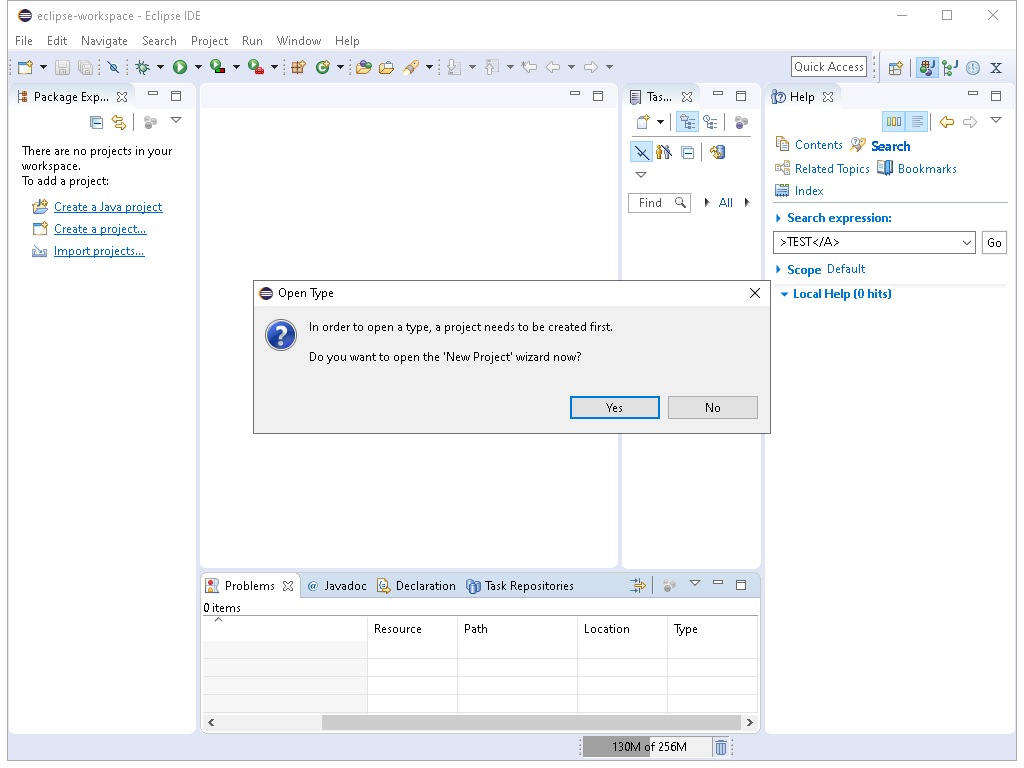 eclipse-workspace - Eclipse IDE
File Edit Navigate Search Project Run Window Help
Quick Access
Package Exp...
There are no projects in your
workspace.
To add a project:
Create a Java project
Create a project...
Import projects...
Tas...
Find
All
Help
Contents
Search
Related Topics
Bookmarks
Index
Search expression:
>TEST</A>
Go
Scope Default
Local Help (0 hits)
Open Type
In order to open a type, a project needs to be created first.
Do you want to open the 'New Project' wizard now?
Yes
No
Problems
@ Javadoc
Declaration
Task Repositories
0 items
Resource
Path
Location
Type
130M of 256M